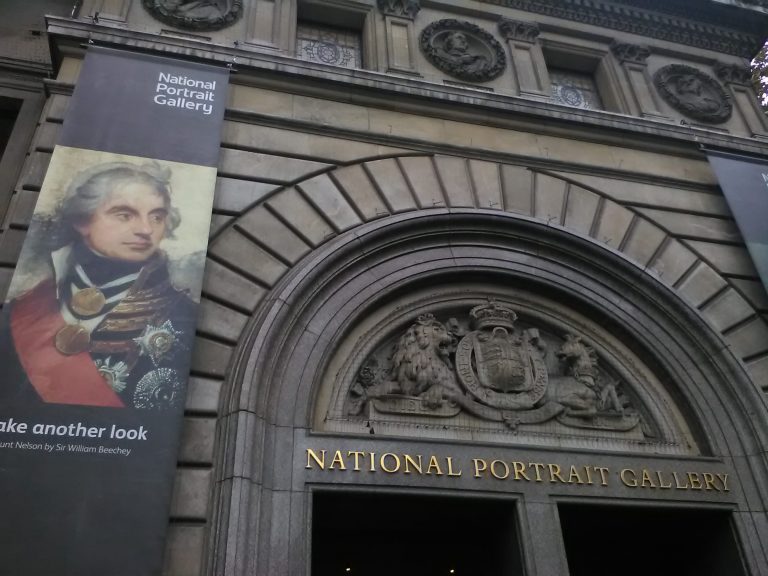 National
Portrait
Gallery
ake another look
unt Nelson by Sir William Beechey
NATIONAL PORTRAIT GALLERY